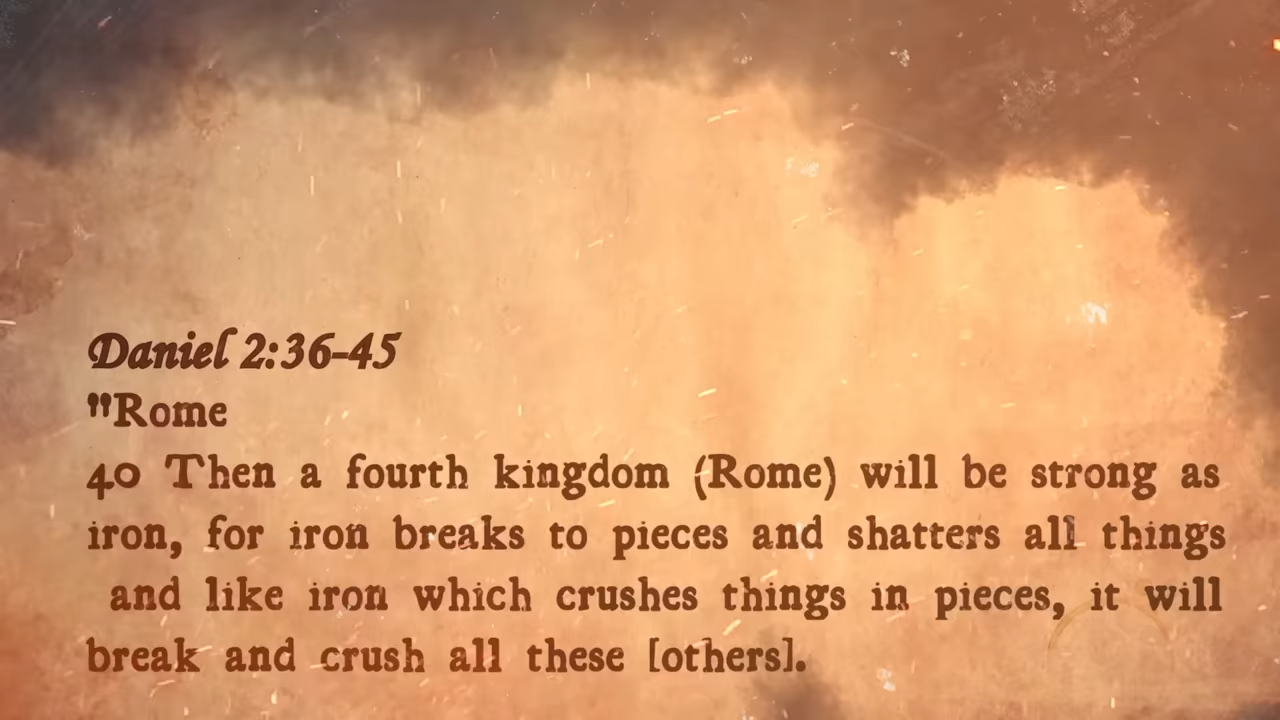 Daniel 2:36-45
"Rome
40 Then a fourth kingdom (Rome) will be strong as
iron, for iron breaks to pieces and shatters all things
and like iron which crushes things in pieces, it will
break and crush all these [others].